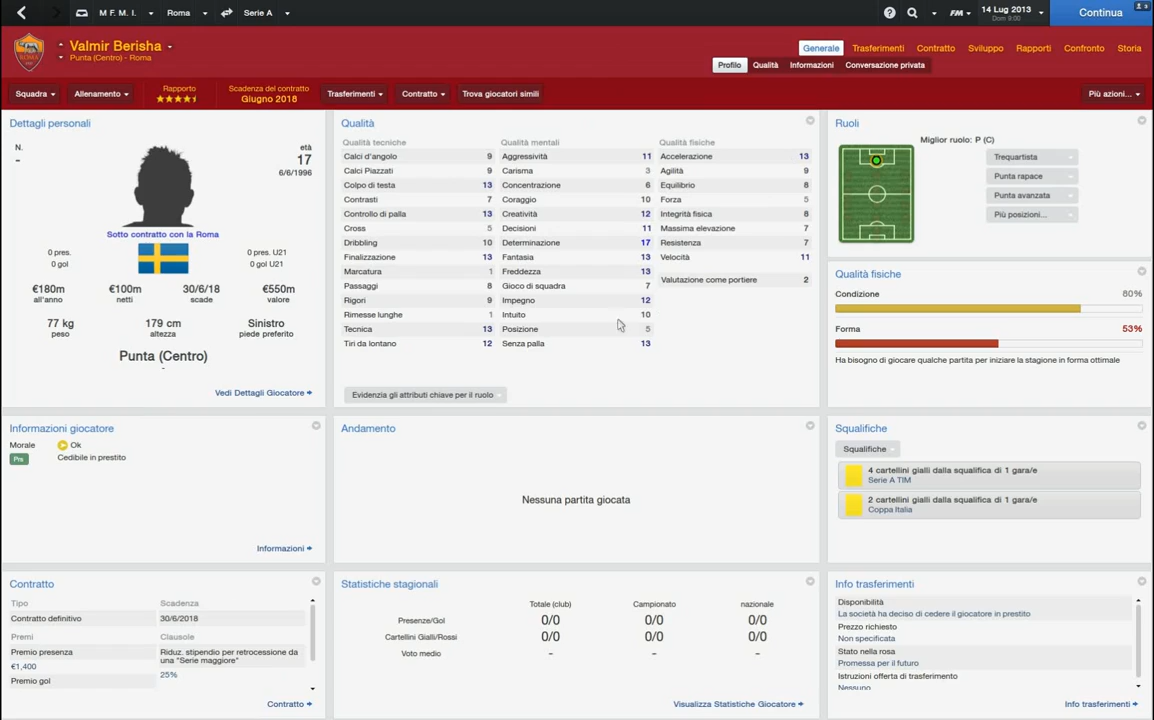 M F. M. I.
Roma
Serie A
14 Lug 2013
Dom 9:00
Continua
3
Valmir Berisha
Punta (Centro) - Roma
Generale
Trasferimenti
Contratto
Sviluppo
Rapporti
Confronto
Storia
Profilo
Qualità
Informazioni
Conversazione privata
Squadra
Allenamento
Rapporto
Scadenza del contratto
Giugno 2018
Trasferimenti
Contratto
Trova giocatori simili
Più azioni...
Dettagli personali
N.
-
età
17
6/6/1996
Sotto contratto con la Roma
0 pres.
0 gol
0 pres. U21
0 gol U21
€180m
all'anno
€100m
netti
30/6/18
scade
€550m
valore
77 kg
peso
179 cm
altezza
Sinistro
piede preferito
Punta (Centro)
-
Vedi Dettagli Giocatore
Qualità
Qualità tecniche
Calci d'angolo 9
Calci Piazzati 9
Colpo di testa 13
Contrasti 7
Controllo di palla 13
Cross 5
Dribbling 10
Finalizzazione 13
Marcatura 1
Passaggi 8
Rigori 9
Rimesse lunghe 1
Tecnica 13
Tiri da lontano 12
Qualità mentali
Aggressività 11
Carisma 3
Concentrazione 6
Coraggio 10
Creatività 12
Decisioni 11
Determinazione 17
Fantasia 13
Freddezza 13
Gioco di squadra 7
Impegno 12
Intuito 10
Posizione 5
Senza palla 13
Qualità fisiche
Accelerazione 13
Agilità 9
Equilibrio 8
Forza 5
Integrità fisica 8
Massima elevazione 7
Resistenza 7
Velocità 11
Valutazione come portiere 2
Evidenzia gli attributi chiave per il ruolo
Ruoli
Miglior ruolo: P (C)
Trequartista
Punta rapace
Punta avanzata
Più posizioni...
Qualità fisiche
Condizione 80%
Forma 53%
Ha bisogno di giocare qualche partita per iniziare la stagione in forma ottimale
Informazioni giocatore
Morale Ok
Prs Cedibile in prestito
Informazioni
Andamento
Nessuna partita giocata
Squalifiche
Squalifiche
4 cartellini gialli dalla squalifica di 1 gara/e
Serie A TIM
2 cartellini gialli dalla squalifica di 1 gara/e
Coppa Italia
Contratto
Tipo
Contratto definitivo
Premi
Premio presenza
€1,400
Premio gol
Scadenza
30/6/2018
Clausole
Riduz. stipendio per retrocessione da
una "Serie maggiore"
25%
Contratto
Statistiche stagionali
Totale (club) Campionato nazionale
Presenze/Gol 0/0 0/0 0/0
Cartellini Gialli/Rossi 0/0 0/0 0/0
Voto medio - - -
Visualizza Statistiche Giocatore
Info trasferimenti
Disponibilità
La società ha deciso di cedere il giocatore in prestito
Prezzo richiesto
Non specificata
Stato nella rosa
Promessa per il futuro
Istruzioni offerta di trasferimento
Nessuno
Info trasferimenti